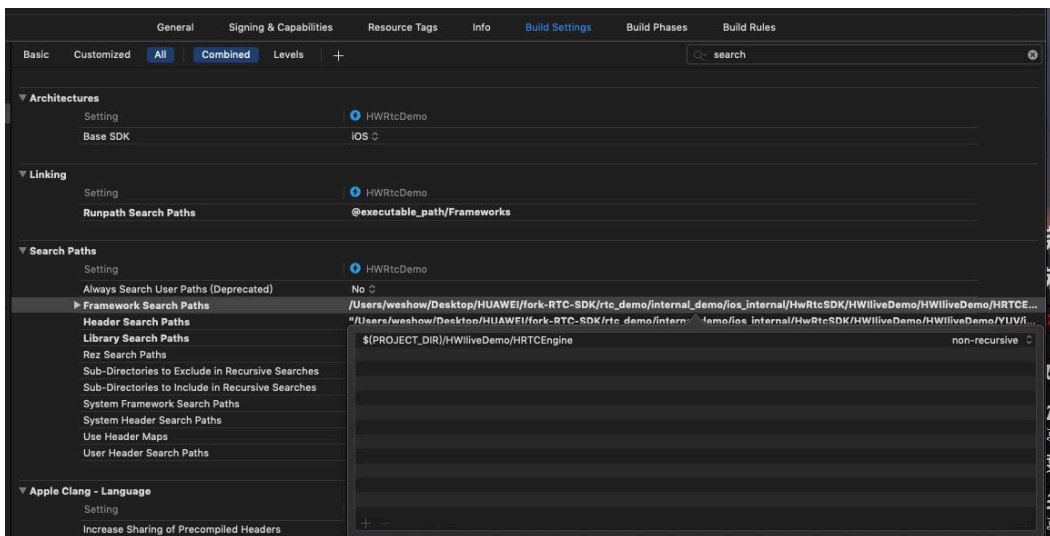 General Signing & Capabilities Resource Tags Info Build Settings Build Phases Build Rules
Basic Customized All Combined Levels + search
Architectures
Setting HWRtcDemo
Base SDK iOS
Linking
Setting HWRtcDemo
Runpath Search Paths @executable_path/Frameworks
Search Paths
Setting HWRtcDemo
Always Search User Paths (Deprecated) No
Framework Search Paths /Users/weshow/Desktop/HUAWEI/fork-RTC-SDK/rtc_demo/internal_demo/ios_internal/HwRtcSDK/HWIliveDemo/HWIliveDemo/HRTCE...
Header Search Paths "/Users/weshow/Desktop/HUAWEI/fork-RTC-SDK/rtc_demo/intern demo/ios_internal/HwRtcSDK/HWIliveDemo/HWIliveDemo/YUV/i...
Library Search Paths
$(PROJECT_DIR)/HWIliveDemo/HRTCEngine non-recursive
Rez Search Paths
Sub-Directories to Exclude in Recursive Searches
Sub-Directories to Include in Recursive Searches
System Framework Search Paths
System Header Search Paths
Use Header Maps
User Header Search Paths
Apple Clang - Language
Setting
Increase Sharing of Precompiled Headers